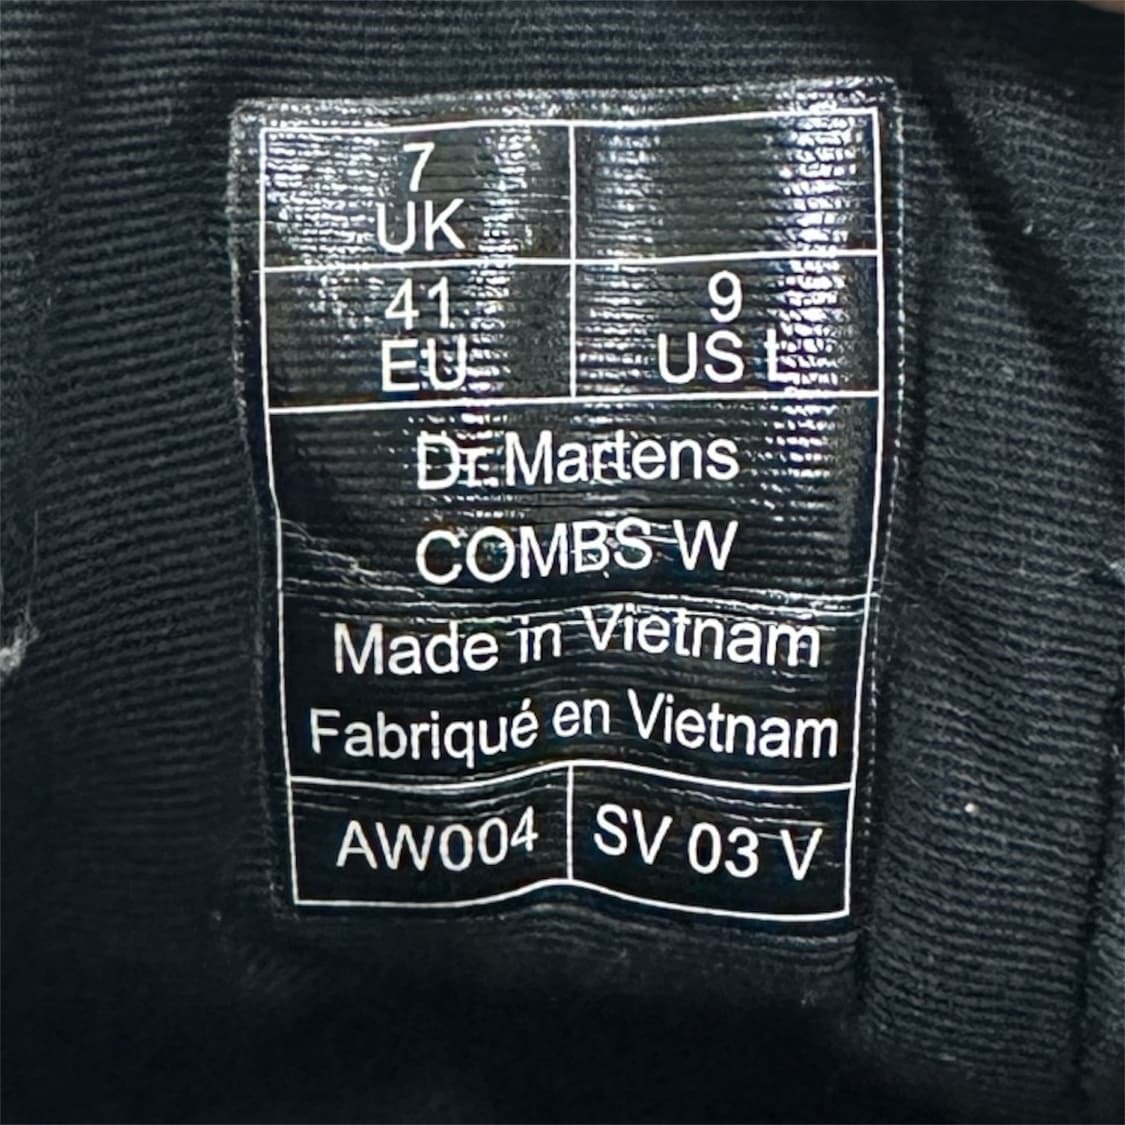 7
UK
41
EU
9
US L
Dr.Martens
COMBS W
Made in Vietnam
Fabriqué en Vietnam
AW004
SV 03 V